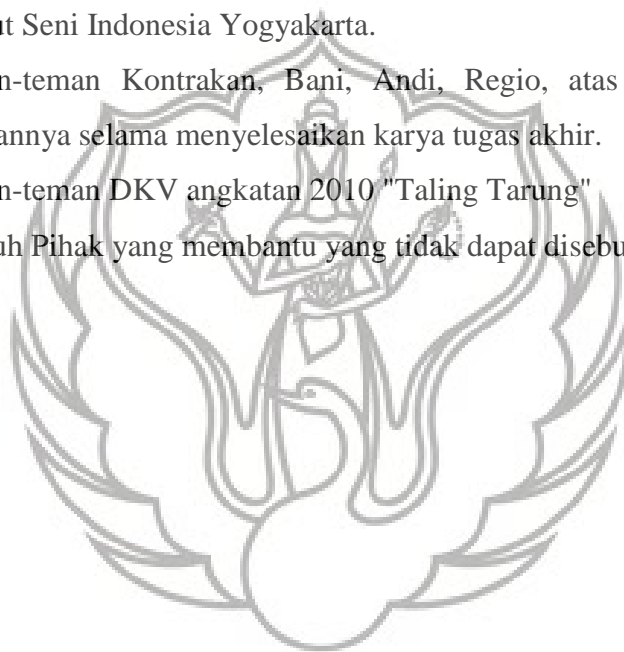 ut Seni Indonesia Yogyakarta.
n-teman Kontrakan, Bani, Andi, Regio, atas
annya selama menyelesaikan karya tugas akhir.
n-teman DKV angkatan 2010 "Taling Tarung"
uh Pihak yang membantu yang tidak dapat disebu